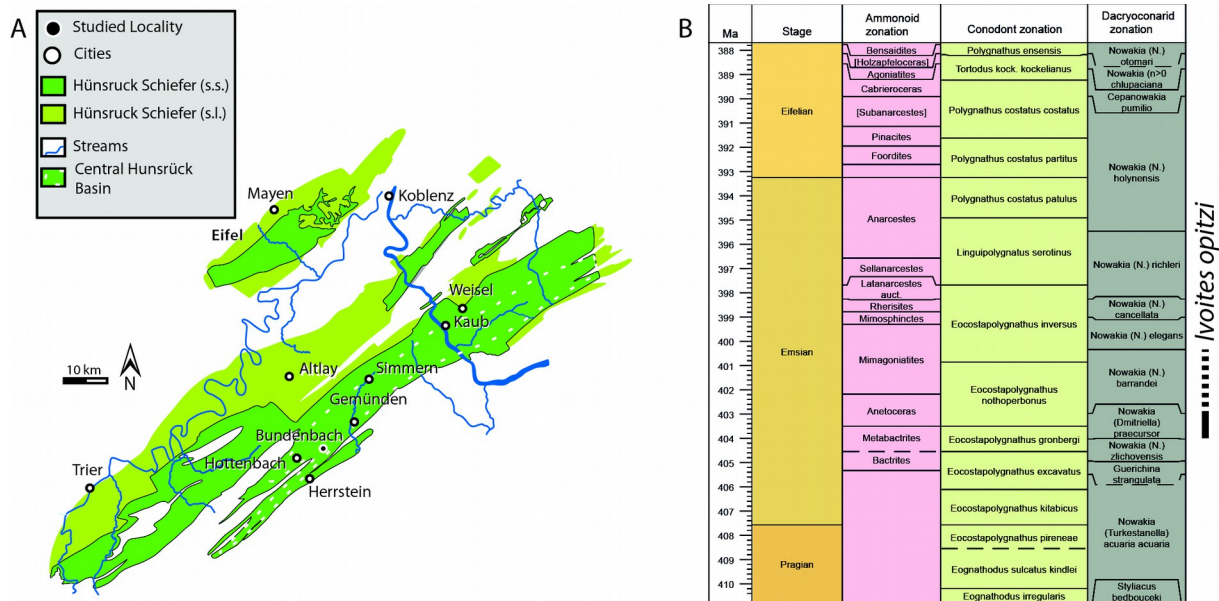 A
Studied Locality
Cities
Hünsruck Schiefer (s.s.)
Hünsruck Schiefer (s.l.)
Streams
Central Hunsrück
Basin
Mayen
Koblenz
Eifel
Weisel
Kaub
10 km
N
Altlay
Simmern
Gemünden
Bundenbach
Hottenbach
Trier
Herrstein
B
Ma
Stage
Ammonoid
zonation
Conodont zonation
Dacryoconarid
zonation
388
389
390
391
392
393
394
395
396
397
398
399
400
401
402
403
404
405
406
407
408
409
410
Eifelian
Emsian
Pragian
Bensaidites
[Holzapfeloceras]
Agoniatites
Cabrieroceras
[Subanarcestes]
Pinacites
Foordites
Anarcestes
Sellanarcestes
Latanarcestes
auct.
Rherisites
Mimosphinctes
Mimagoniatites
Anetoceras
Metabactrites
Bactrites
Polygnathus ensensis
Tortodus kock. kockelianus
Polygnathus costatus costatus
Polygnathus costatus partitus
Polygnathus costatus patulus
Linguipolygnatus serotinus
Eocostapolygnathus inversus
Eocostapolygnathus
nothoperbonus
Eocostapolygnathus gronbergi
Eocostapolygnathus excavatus
Eocostapolygnathus kitabicus
Eocostapolygnathus pireneae
Eognathodus sulcatus kindlei
Eognathodus irregularis
Nowakia (N.)
otomari
Nowakia (n>0
chlupaciana
Cepanowakia
pumilio
Nowakia (N.)
holynensis
Nowakia (N.) richleri
Nowakia (N.)
cancellata
Nowakia (N.) elegans
Nowakia (N.)
barrandei
Nowakia
(Dmitriella)
praecursor
Nowakia (N.)
zlichovensis
Guerichina
strangulata
Nowakia
(Turkestanella)
acuaria acuaria
Styliacus
bedbouceki
Ivoites opitzi